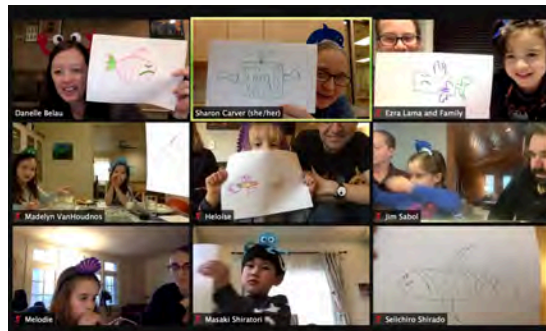 Danelle Belau
Sharon Carver (she/her)
Ezra Lama and Family
Madelyn VanHoudnos
Heloïse
Jim Sabol
Melodie
Masaki Shiratori
Seiichiro Shirado